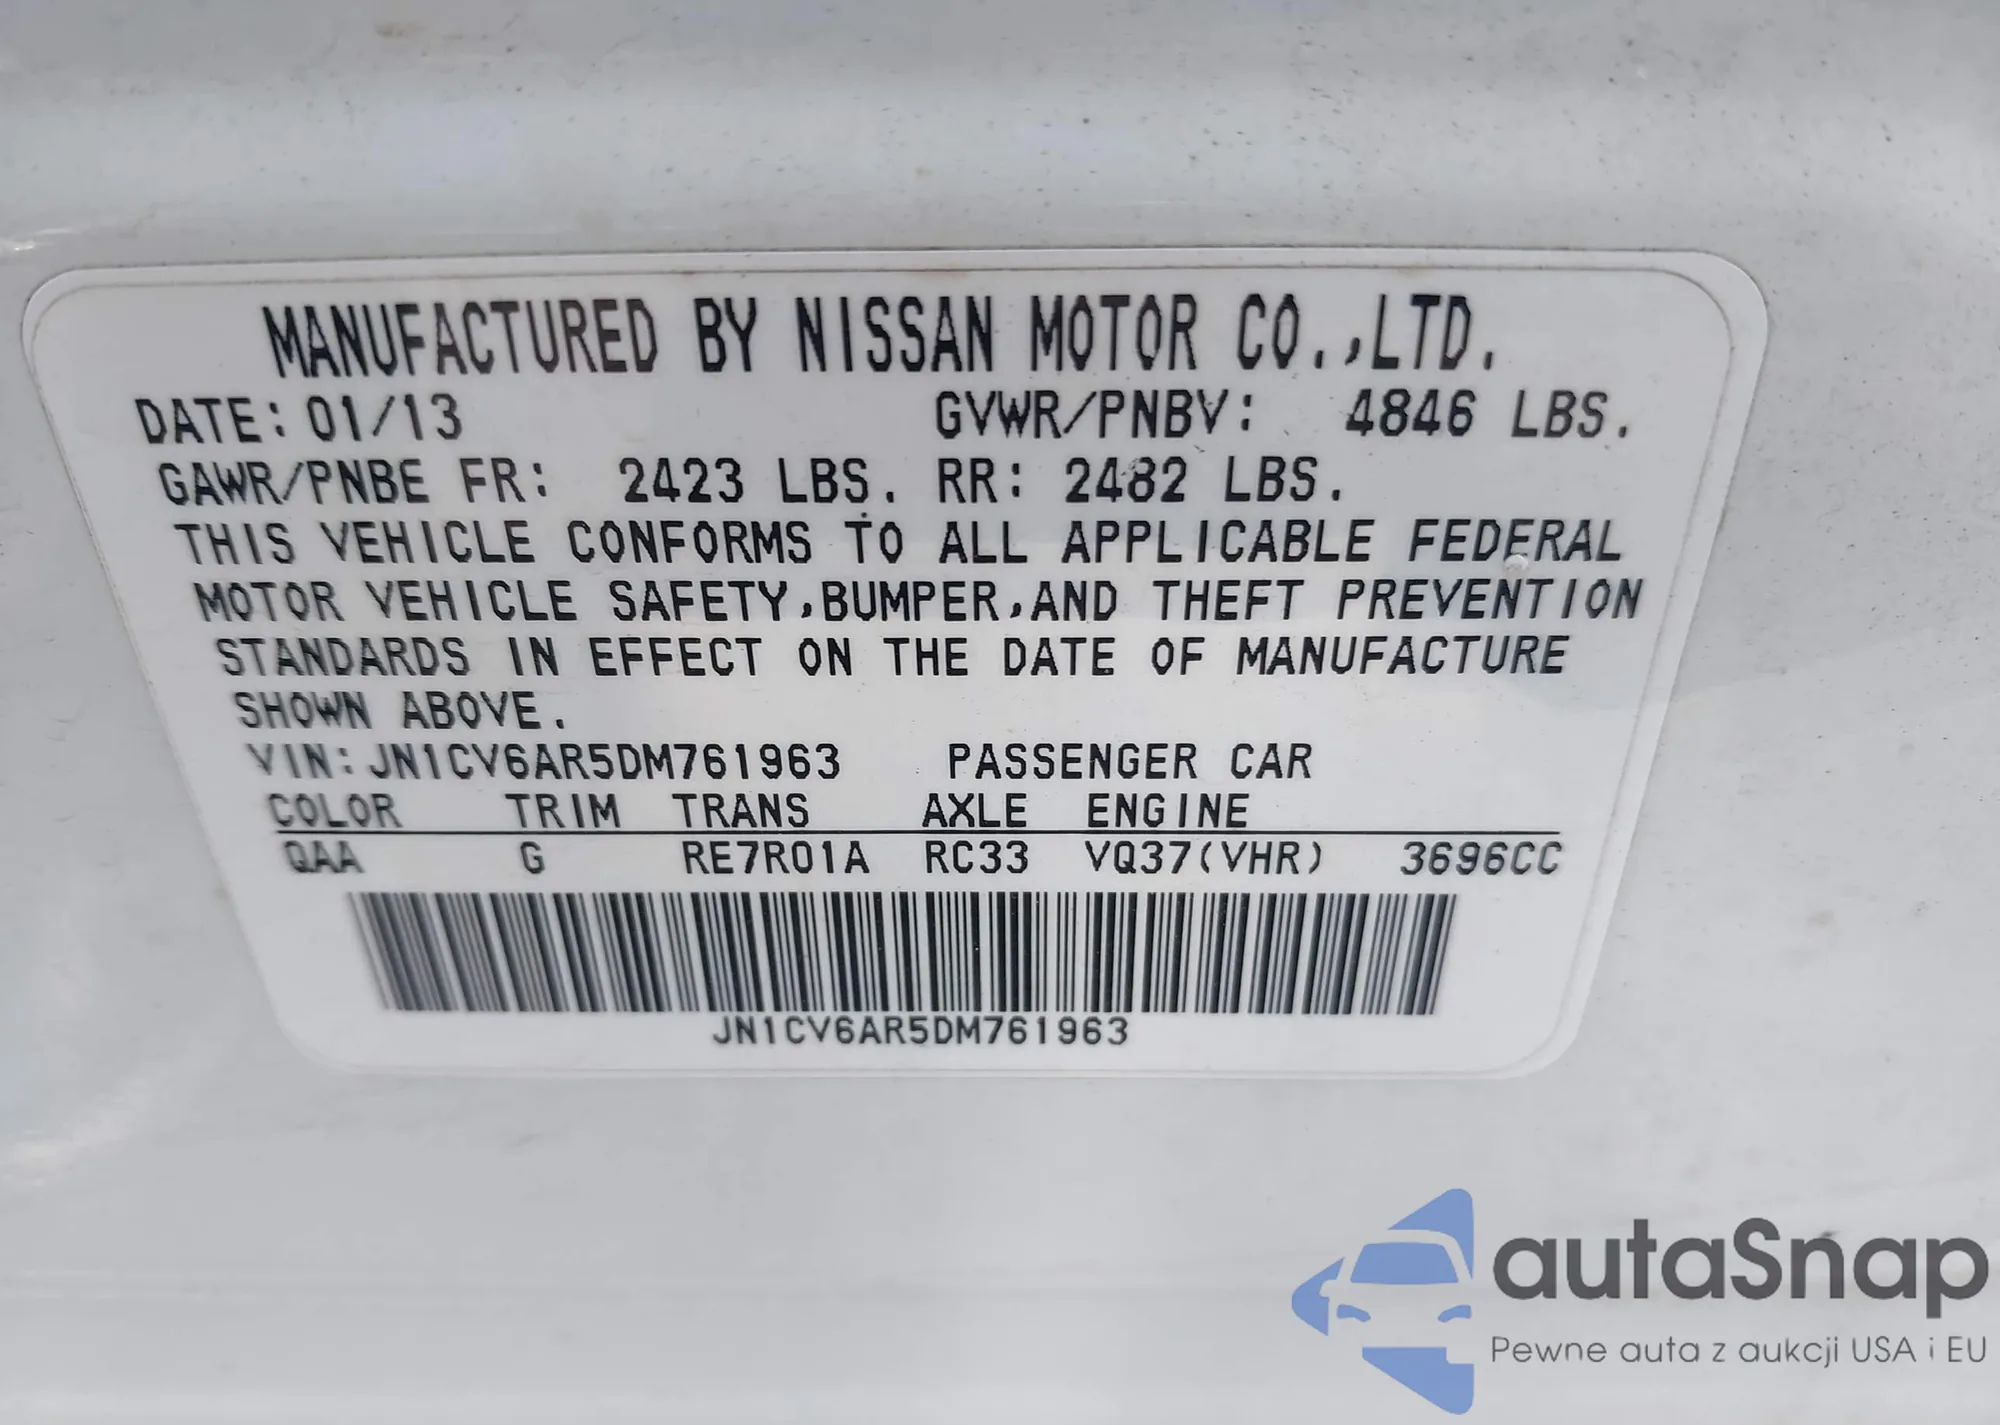 MANUFACTURED BY NISSAN MOTOR CO.,LTD.
DATE: 01/13 GVWR/PNBV: 4846 LBS.
GAWR/PNBE FR: 2423 LBS. RR: 2482 LBS.
THIS VEHICLE CONFORMS TO ALL APPLICABLE FEDERAL
MOTOR VEHICLE SAFETY,BUMPER,AND THEFT PREVENTION
STANDARDS IN EFFECT ON THE DATE OF MANUFACTURE
SHOWN ABOVE.
VIN:JN1CV6AR5DM761963 PASSENGER CAR
COLOR TRIM TRANS AXLE ENGINE
QAA G RE7R01A RC33 VQ37(VHR) 3696CC
JN1CV6AR5DM761963
autaSnap
Pewne auta z aukcji USA i EU